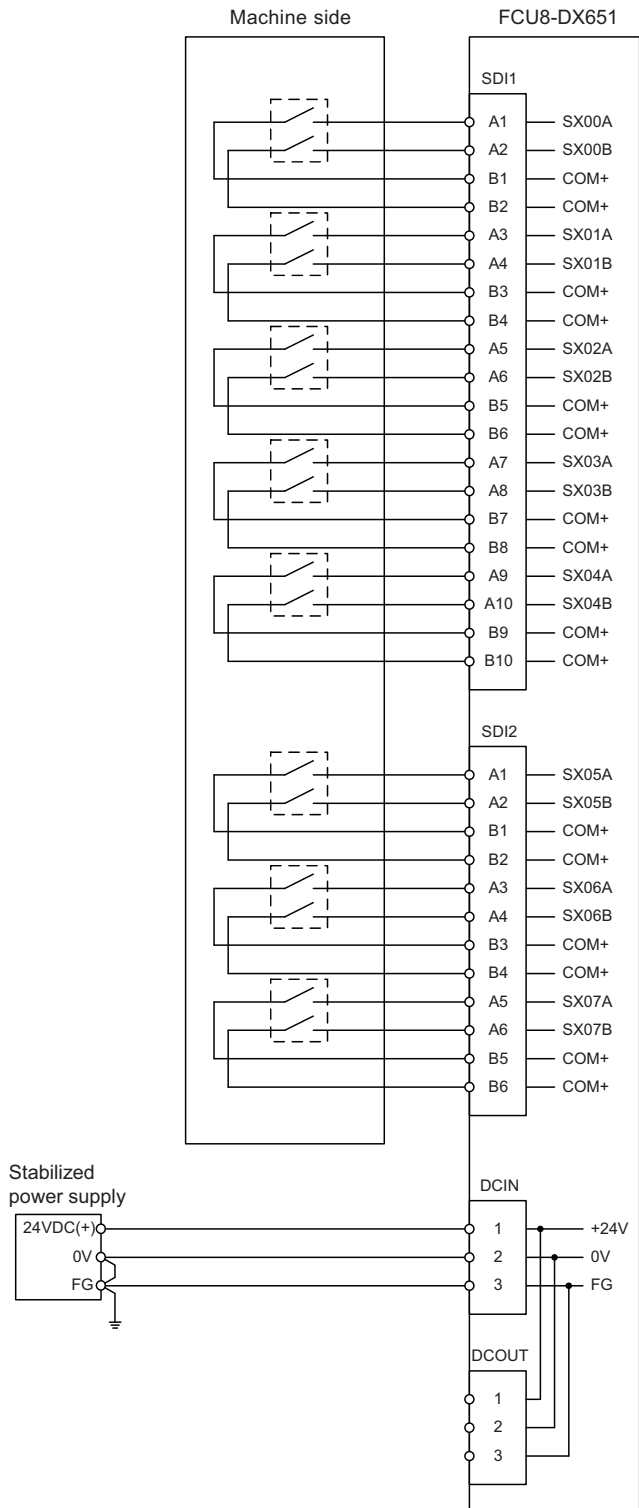 Machine side FCU8-DX651
SDI1
A1 SX00A
A2 SX00B
B1 COM+
B2 COM+
A3 SX01A
A4 SX01B
B3 COM+
B4 COM+
A5 SX02A
A6 SX02B
B5 COM+
B6 COM+
A7 SX03A
A8 SX03B
B7 COM+
B8 COM+
A9 SX04A
A10 SX04B
B9 COM+
B10 COM+
SDI2
A1 SX05A
A2 SX05B
B1 COM+
B2 COM+
A3 SX06A
A4 SX06B
B3 COM+
B4 COM+
A5 SX07A
A6 SX07B
B5 COM+
B6 COM+
Stabilized
power supply
DCIN
24VDC(+) 1 +24V
0V 2 0V
FG 3 FG
DCOUT
1
2
3